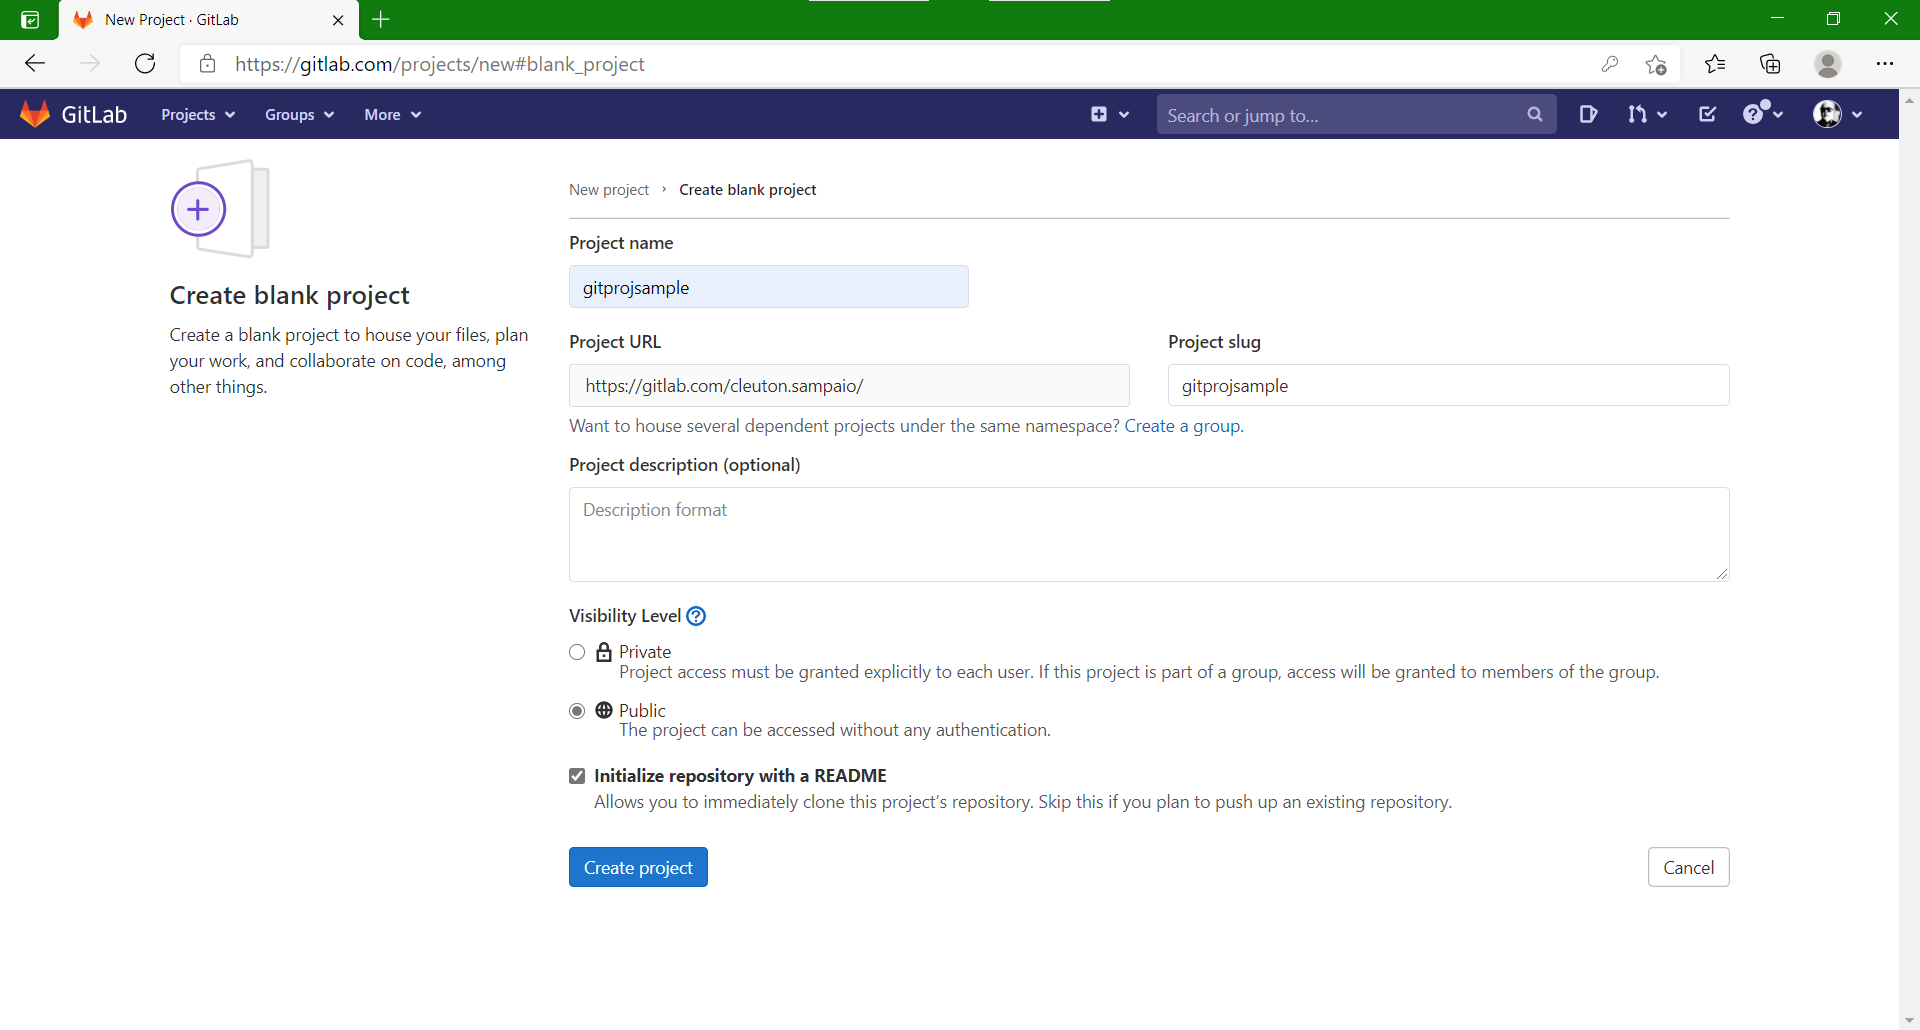 New Project · GitLab
https://gitlab.com/projects/new#blank_project
GitLab
Projects
Groups
More
Search or jump to...
Create blank project
Create a blank project to house your files, plan
your work, and collaborate on code, among
other things.
New project › Create blank project
Project name
gitprojsample
Project URL
Project slug
https://gitlab.com/cleuton.sampaio/
gitprojsample
Want to house several dependent projects under the same namespace? Create a group.
Project description (optional)
Description format
Visibility Level
Private
Project access must be granted explicitly to each user. If this project is part of a group, access will be granted to members of the group.
Public
The project can be accessed without any authentication.
Initialize repository with a README
Allows you to immediately clone this project’s repository. Skip this if you plan to push up an existing repository.
Create project
Cancel